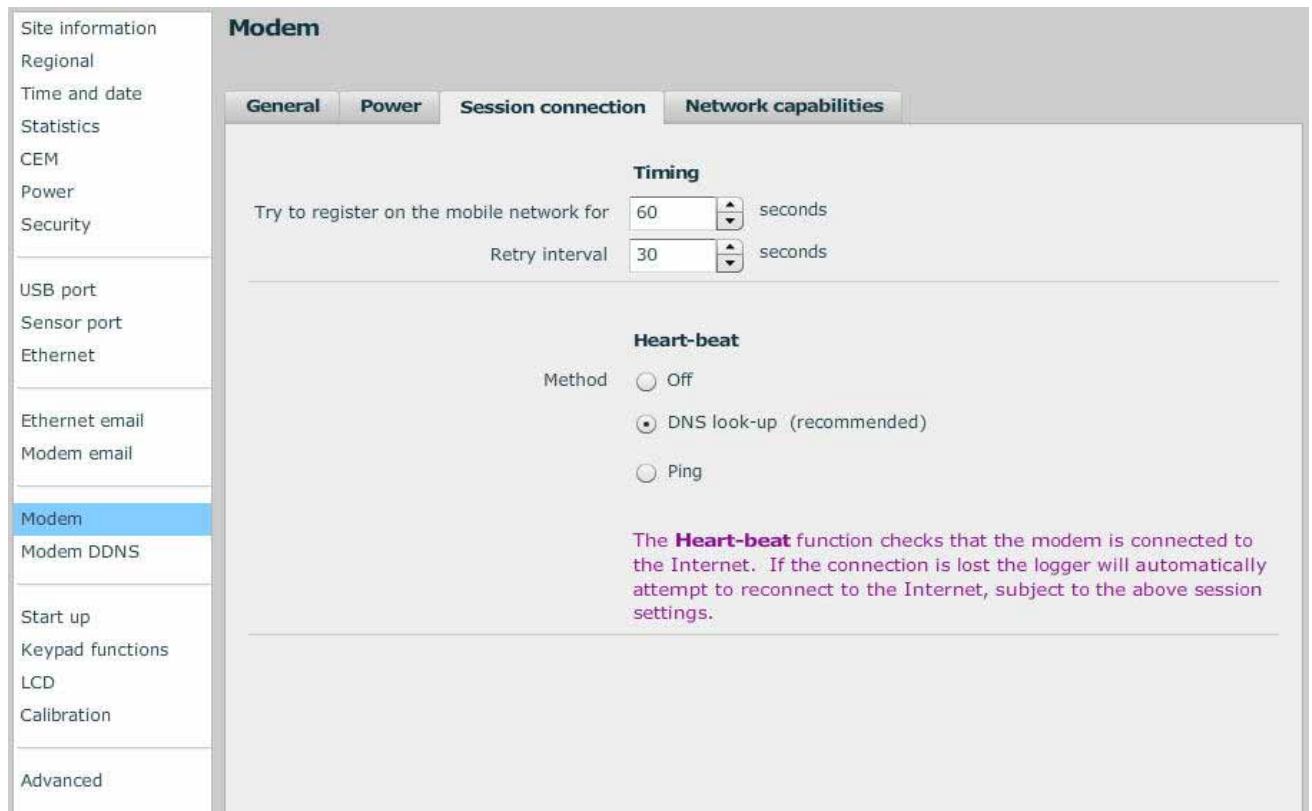 Site information
Regional
Time and date
Statistics
CEM
Power
Security
USB port
Sensor port
Ethernet
Ethernet email
Modem email
Modem
Modem DDNS
Start up
Keypad functions
LCD
Calibration
Advanced
Modem
General Power Session connection Network capabilities
Timing
Try to register on the mobile network for 60 seconds
Retry interval 30 seconds
Heart-beat
Method Off
DNS look-up (recommended)
Ping
The Heart-beat function checks that the modem is connected to
the Internet. If the connection is lost the logger will automatically
attempt to reconnect to the Internet, subject to the above session
settings.